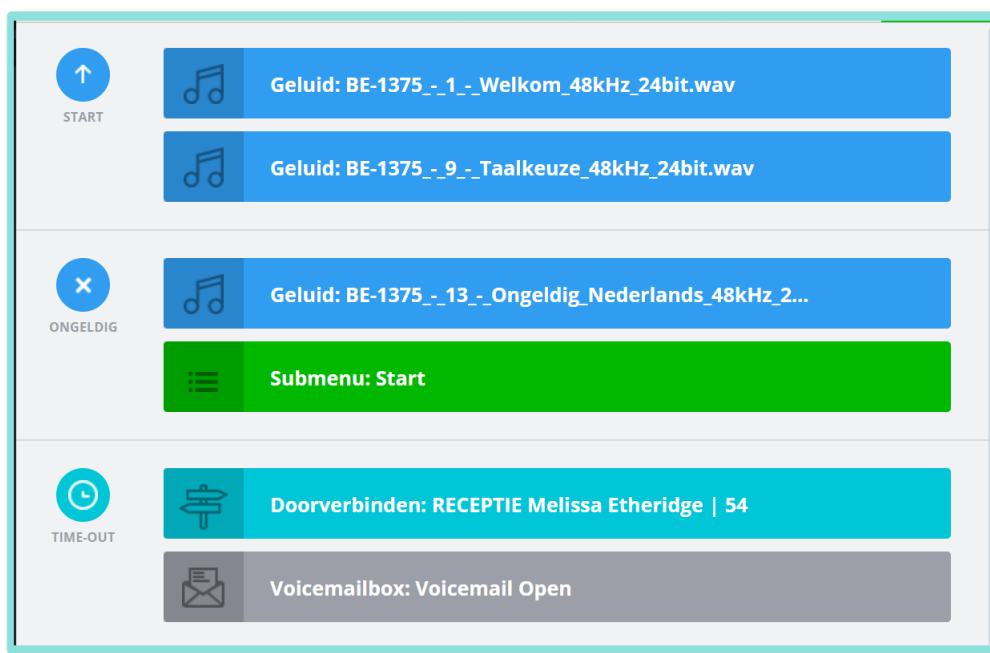 START
Geluid: BE-1375_-_1_-_Welkom_48kHz_24bit.wav
Geluid: BE-1375_-_9_-_Taalkeuze_48kHz_24bit.wav
ONGELDIG
Geluid: BE-1375_-_13_-_Ongeldig_Nederlands_48kHz_2...
Submenu: Start
TIME-OUT
Doorverbinden: RECEPTIE Melissa Etheridge | 54
Voicemailbox: Voicemail Open